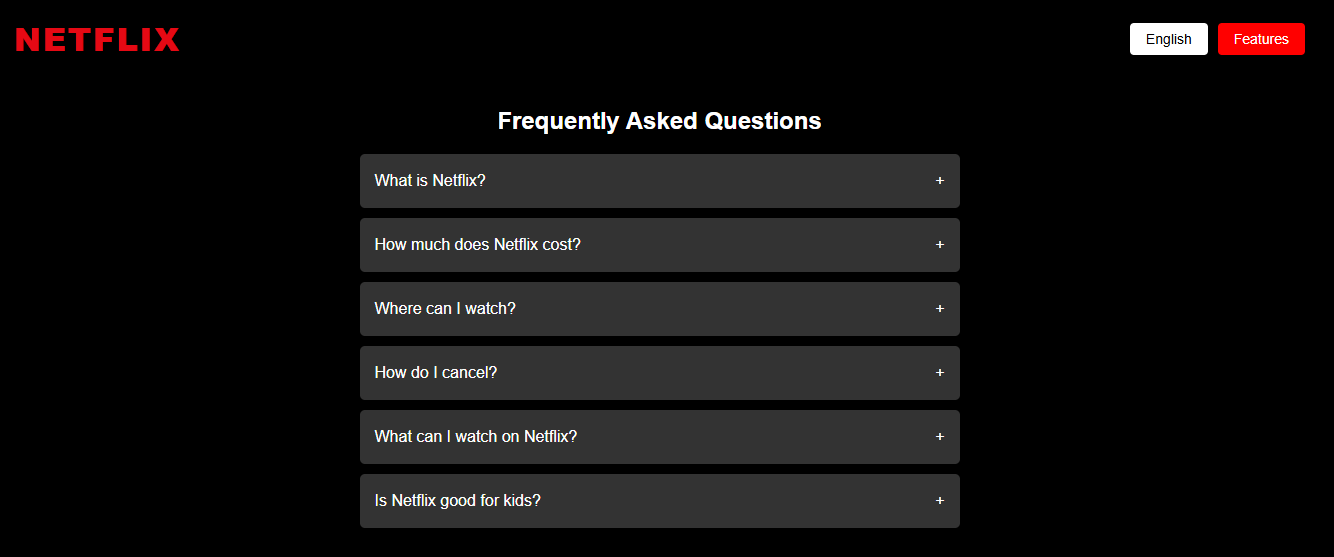 NETFLIX
English
Features
Frequently Asked Questions
What is Netflix? +
How much does Netflix cost? +
Where can I watch? +
How do I cancel? +
What can I watch on Netflix? +
Is Netflix good for kids? +